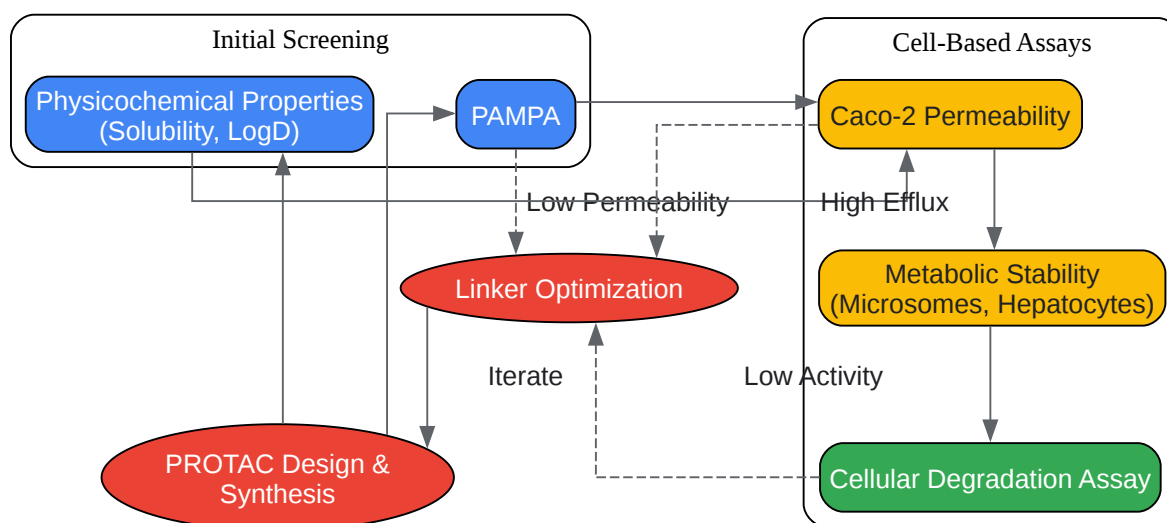 Initial Screening
Cell-Based Assays
Physicochemical Properties
(Solubility, LogD)
PAMPA
Caco-2 Permeability
Low Permeability
High Efflux
Linker Optimization
Metabolic Stability
(Microsomes, Hepatocytes)
Iterate
Low Activity
PROTAC Design &
Synthesis
Cellular Degradation Assay